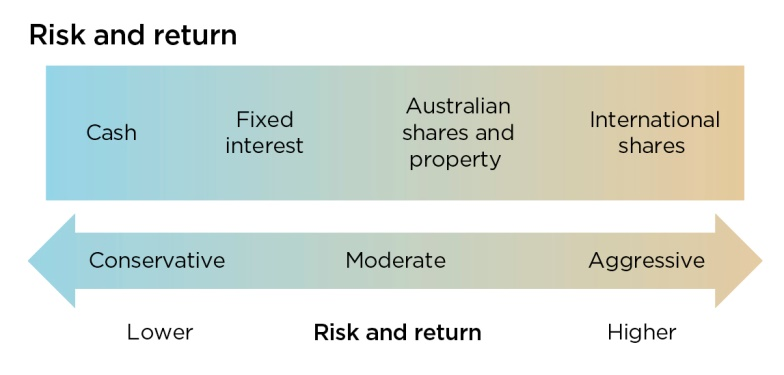 Risk and return
Cash
Fixed
interest
Australian
shares and
property
International
shares
Conservative
Moderate
Aggressive
Lower
Risk and return
Higher